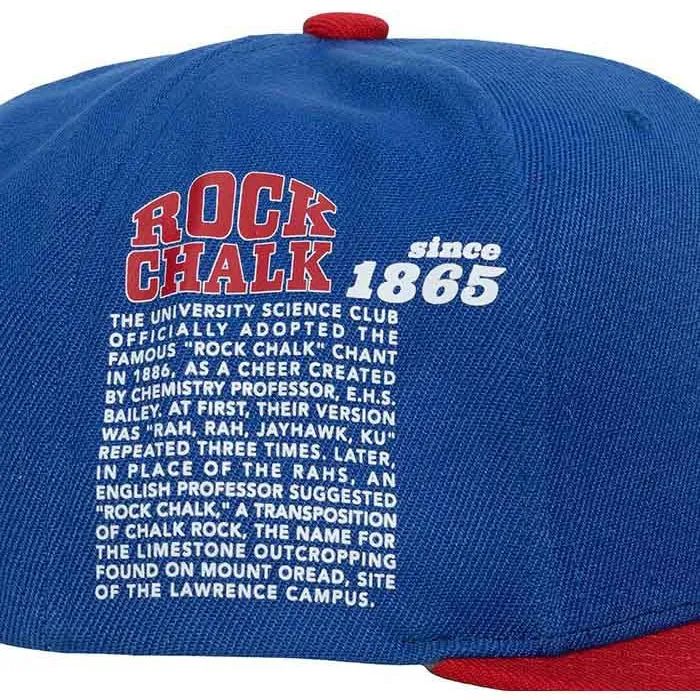 ROCK
CHALK
since
1865
THE UNIVERSITY SCIENCE CLUB
OFFICIALLY ADOPTED THE
FAMOUS "ROCK CHALK" CHANT
IN 1886, AS A CHEER CREATED
BY CHEMISTRY PROFESSOR, E.H.S.
BAILEY. AT FIRST, THEIR VERSION
WAS "RAH, RAH, JAYHAWK, KU"
REPEATED THREE TIMES. LATER,
IN PLACE OF THE RAHS, AN
ENGLISH PROFESSOR SUGGESTED
"ROCK CHALK," A TRANSPOSITION
OF CHALK ROCK, THE NAME FOR
THE LIMESTONE OUTCROPPING
FOUND ON MOUNT OREAD, SITE
OF THE LAWRENCE CAMPUS.